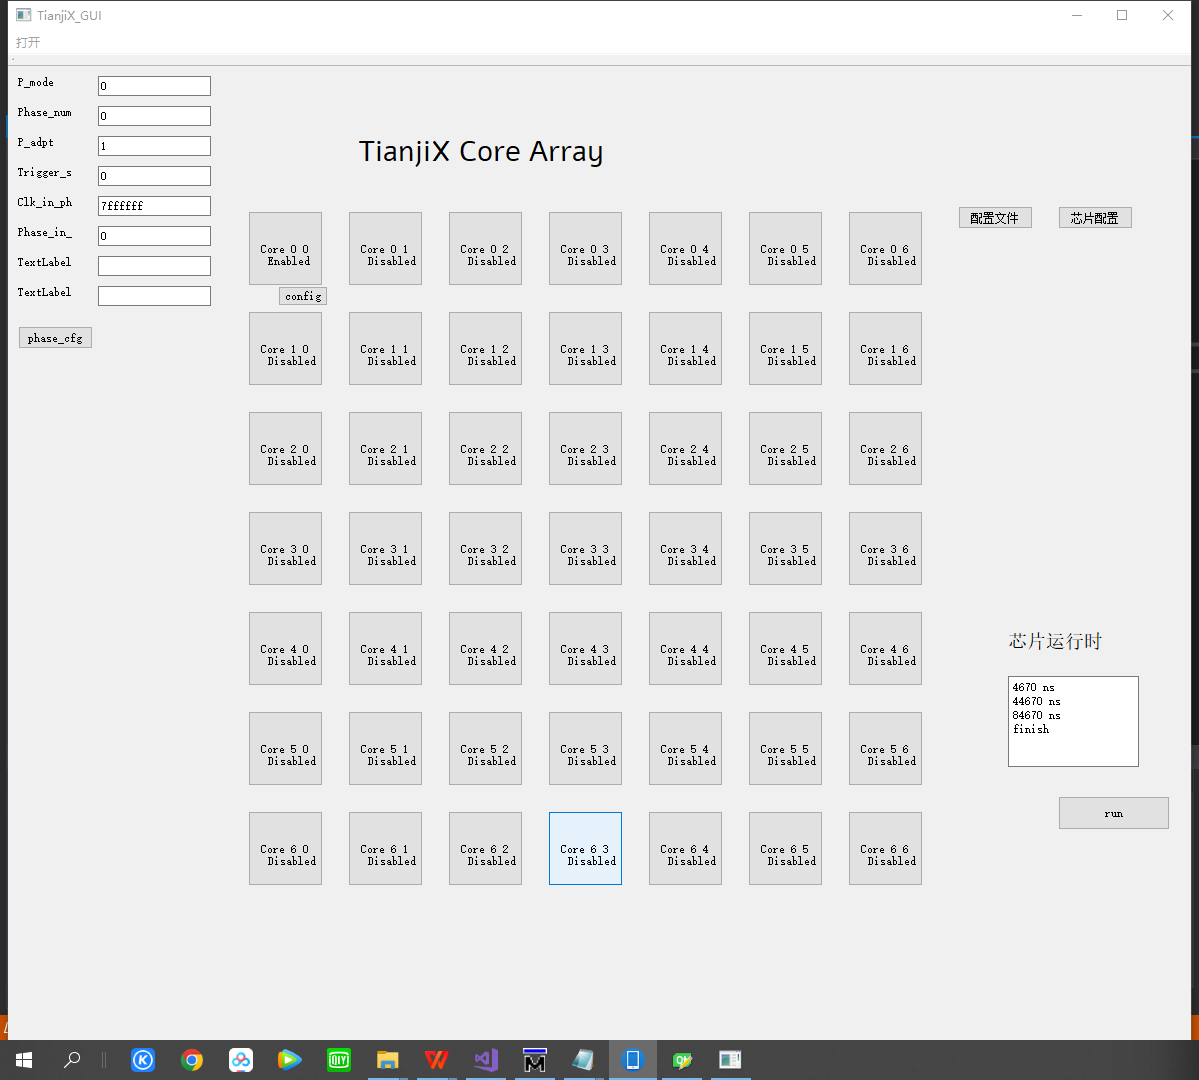 TianjiX_GUI
打开
P_mode
0
Phase_num
0
P_adpt
1
Trigger_s
0
Clk_in_ph
7ffffff
Phase_in_
0
TextLabel
TextLabel
phase_cfg
TianjiX Core Array
配置文件
芯片配置
Core 0 0
Enabled
Core 0 1
Disabled
Core 0 2
Disabled
Core 0 3
Disabled
Core 0 4
Disabled
Core 0 5
Disabled
Core 0 6
Disabled
config
Core 1 0
Disabled
Core 1 1
Disabled
Core 1 2
Disabled
Core 1 3
Disabled
Core 1 4
Disabled
Core 1 5
Disabled
Core 1 6
Disabled
Core 2 0
Disabled
Core 2 1
Disabled
Core 2 2
Disabled
Core 2 3
Disabled
Core 2 4
Disabled
Core 2 5
Disabled
Core 2 6
Disabled
Core 3 0
Disabled
Core 3 1
Disabled
Core 3 2
Disabled
Core 3 3
Disabled
Core 3 4
Disabled
Core 3 5
Disabled
Core 3 6
Disabled
Core 4 0
Disabled
Core 4 1
Disabled
Core 4 2
Disabled
Core 4 3
Disabled
Core 4 4
Disabled
Core 4 5
Disabled
Core 4 6
Disabled
Core 5 0
Disabled
Core 5 1
Disabled
Core 5 2
Disabled
Core 5 3
Disabled
Core 5 4
Disabled
Core 5 5
Disabled
Core 5 6
Disabled
Core 6 0
Disabled
Core 6 1
Disabled
Core 6 2
Disabled
Core 6 3
Disabled
Core 6 4
Disabled
Core 6 5
Disabled
Core 6 6
Disabled
芯片运行时
4670 ns
44670 ns
84670 ns
finish
run
QIY